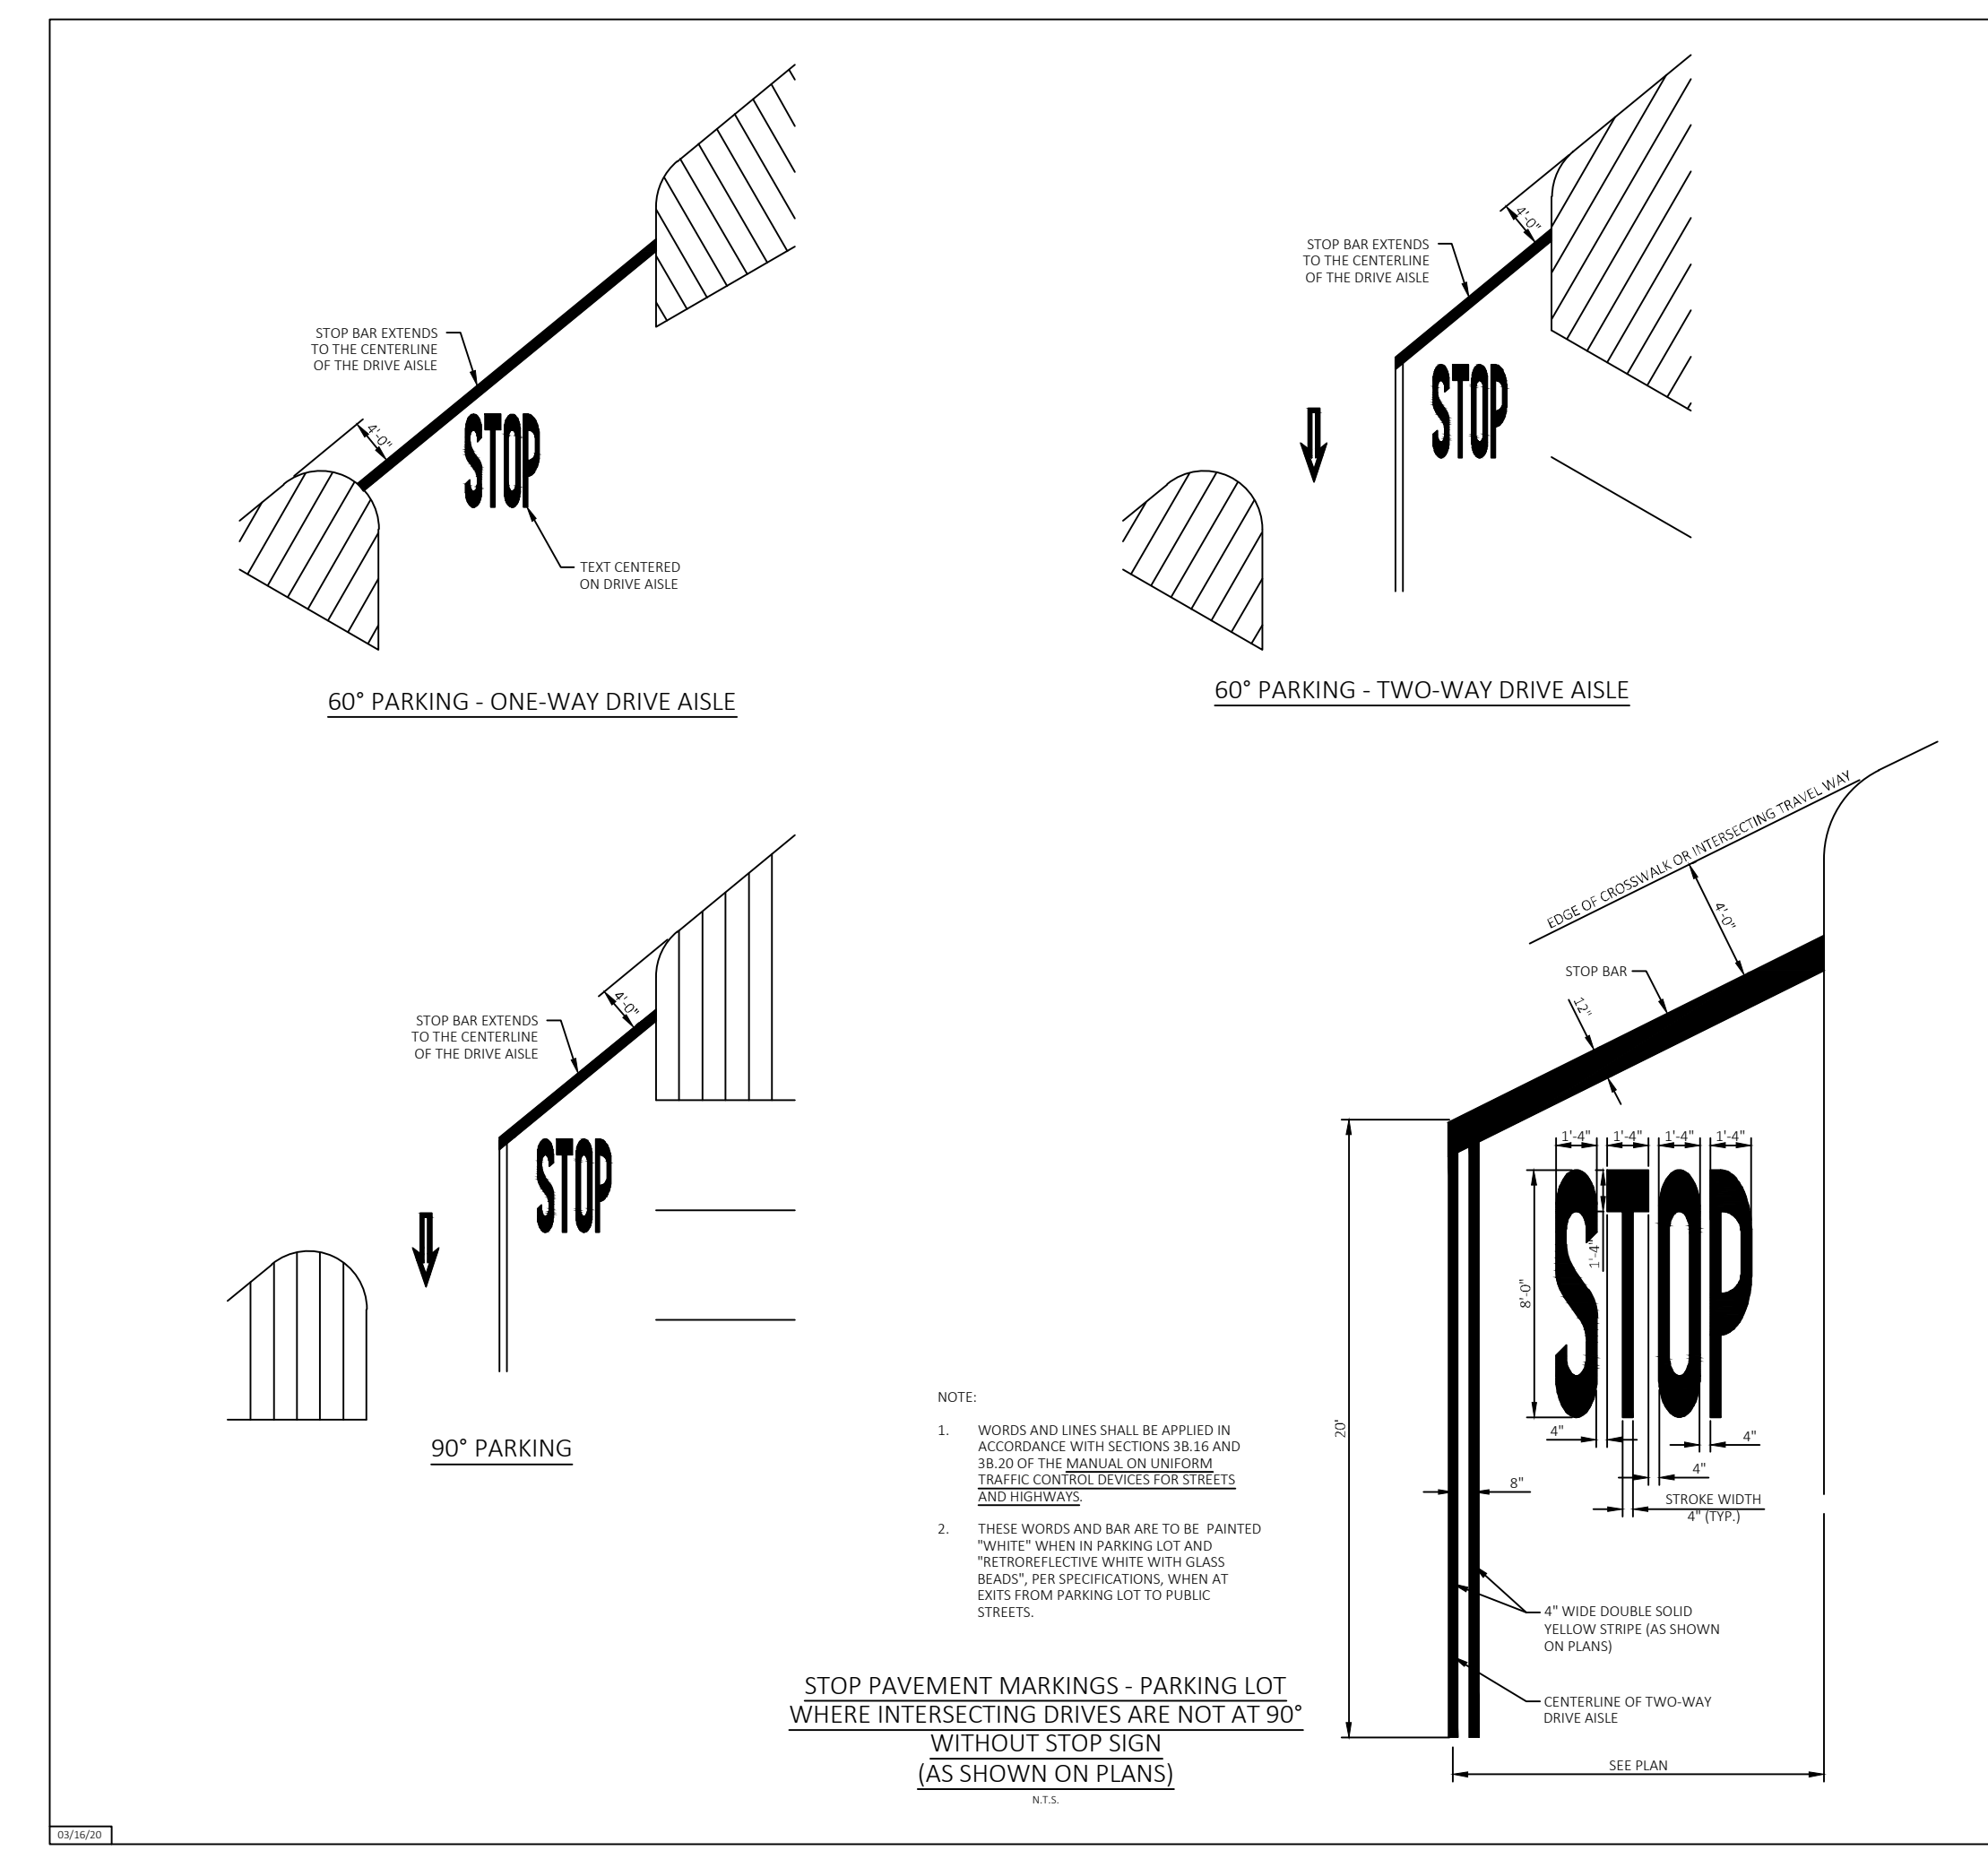 STOP BAR EXTENDS
TO THE CENTERLINE
OF THE DRIVE AISLE
4'-0"
STOP
TEXT CENTERED
ON DRIVE AISLE
60° PARKING - ONE-WAY DRIVE AISLE
4'-0"
STOP BAR EXTENDS
TO THE CENTERLINE
OF THE DRIVE AISLE
STOP
60° PARKING - TWO-WAY DRIVE AISLE
4'-0"
STOP BAR EXTENDS
TO THE CENTERLINE
OF THE DRIVE AISLE
STOP
90° PARKING
EDGE OF CROSSWALK OR INTERSECTING TRAVEL WAY
4'-0"
STOP BAR
12"
1'-4" 1'-4" 1'-4" 1'-4"
STOP
1'-4"
8'-0"
20'
4"
4"
4"
8"
STROKE WIDTH
4" (TYP.)
4" WIDE DOUBLE SOLID
YELLOW STRIPE (AS SHOWN
ON PLANS)
CENTERLINE OF TWO-WAY
DRIVE AISLE
SEE PLAN
NOTE:
1. WORDS AND LINES SHALL BE APPLIED IN
ACCORDANCE WITH SECTIONS 3B.16 AND
3B.20 OF THE MANUAL ON UNIFORM
TRAFFIC CONTROL DEVICES FOR STREETS
AND HIGHWAYS.
2. THESE WORDS AND BAR ARE TO BE PAINTED
"WHITE" WHEN IN PARKING LOT AND
"RETROREFLECTIVE WHITE WITH GLASS
BEADS", PER SPECIFICATIONS, WHEN AT
EXITS FROM PARKING LOT TO PUBLIC
STREETS.
STOP PAVEMENT MARKINGS - PARKING LOT
WHERE INTERSECTING DRIVES ARE NOT AT 90°
WITHOUT STOP SIGN
(AS SHOWN ON PLANS)
N.T.S.
03/16/20